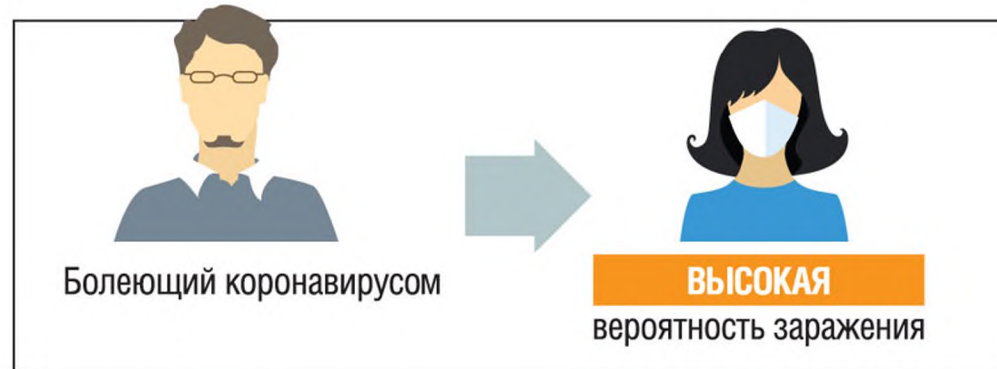 Болеющий коронавирусом
ВЫСОКАЯ
вероятность заражения